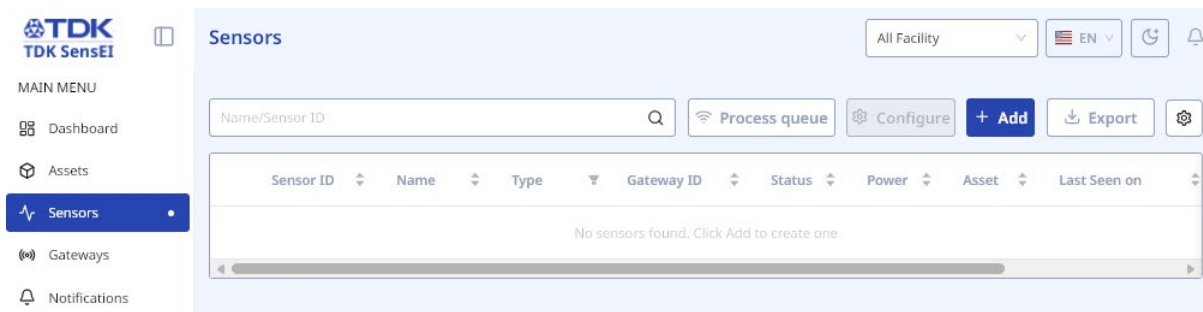 TDK
TDK SensEI
Sensors
All Facility
EN
MAIN MENU
Dashboard
Assets
Sensors
Gateways
Notifications
Name/Sensor ID
Process queue
Configure
+ Add
Export
Sensor ID Name Type Gateway ID Status Power Asset Last Seen on
No sensors found. Click Add to create one